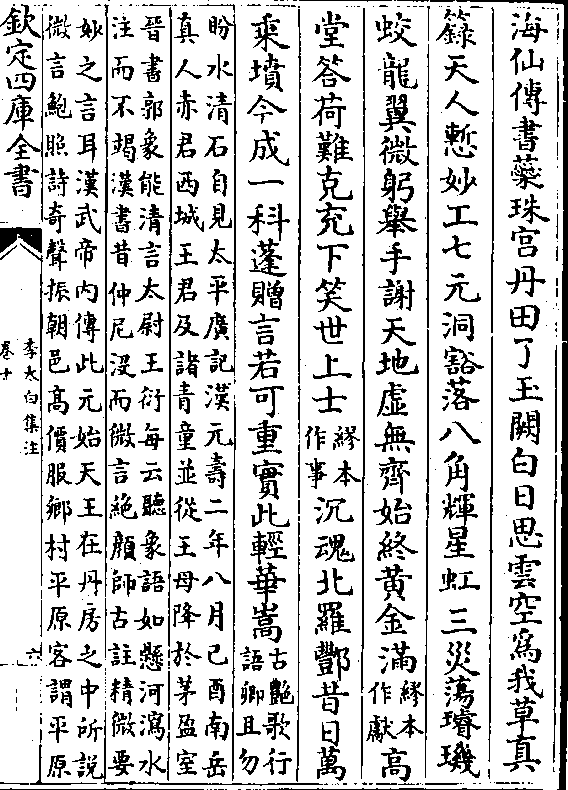 海仙傳書蘂珠宮丹田了玉闕白日思雲空為我草真
籙天人慙妙工七元洞豁落八角輝星虹三災蕩璿璣
蛟龍翼微躬舉手謝天地虛無齊始終黃金滿繆本作獻高
堂荅荷難克充下笑世上士繆本作事沉魂北羅酆昔日萬
乘墳今成一科蓬贈言若可重實此輕華嵩古艷歌行語卿且勿
盼水清石自見太平廣記漢元壽二年八月己酉南岳
真人赤君西城王君及諸青童並從王母降於茅盈室
晉書郭象能清言太尉王衍每云聽象語如懸河瀉水
注而不竭漢書昔仲尼没而微言絕顏師古註精微要
妙之言耳漢武帝内傳此元始天王在丹房之中所說
微言鮑照詩奇聲振朝邑高價服鄉村平原客謂平原
欽定四庫全書
李太白集注
卷十
六